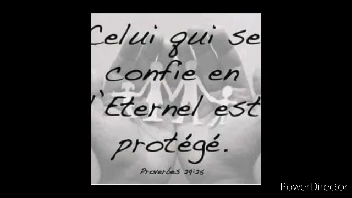 Celui qui se
confie en
l'Eternel est
protégé.
Proverbes 29:25
PowerDirector